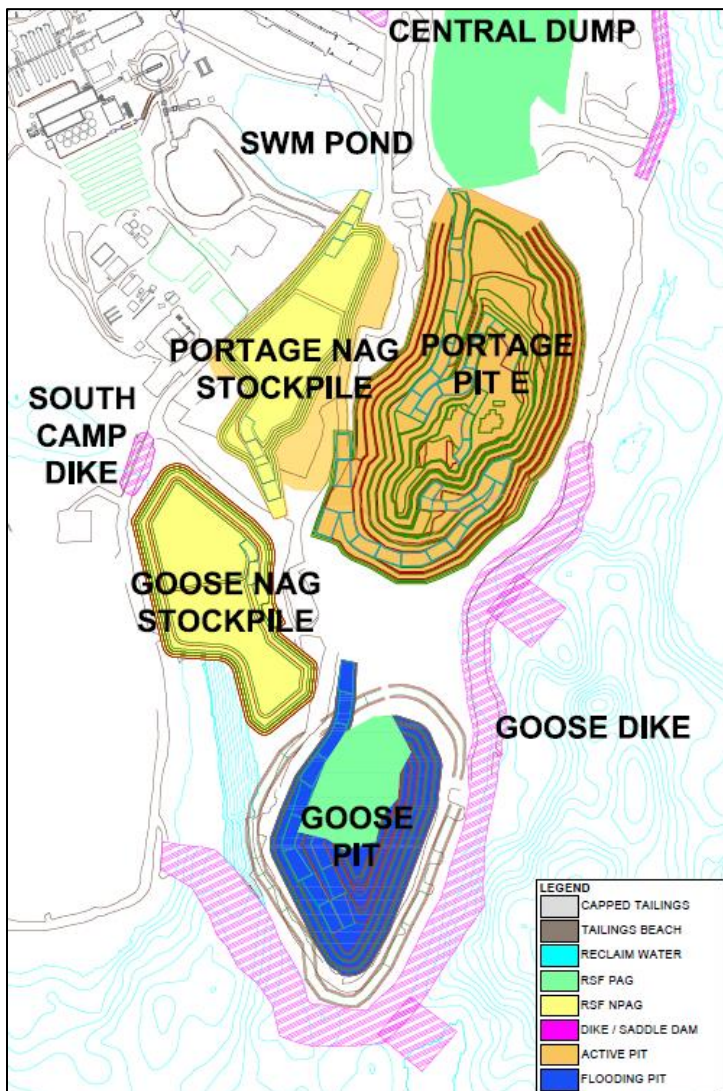 CENTRAL DUMP
SWM POND
PORTAGE NAG
STOCKPILE
PORTAGE
PIT E
SOUTH
CAMP
DIKE
GOOSE NAG
STOCKPILE
GOOSE DIKE
GOOSE
PIT
LEGEND
CAPPED TAILINGS
TAILINGS BEACH
RECLAIM WATER
RSF PAG
RSF NPAG
DIKE / SADDLE DAM
ACTIVE PIT
FLOODING PIT